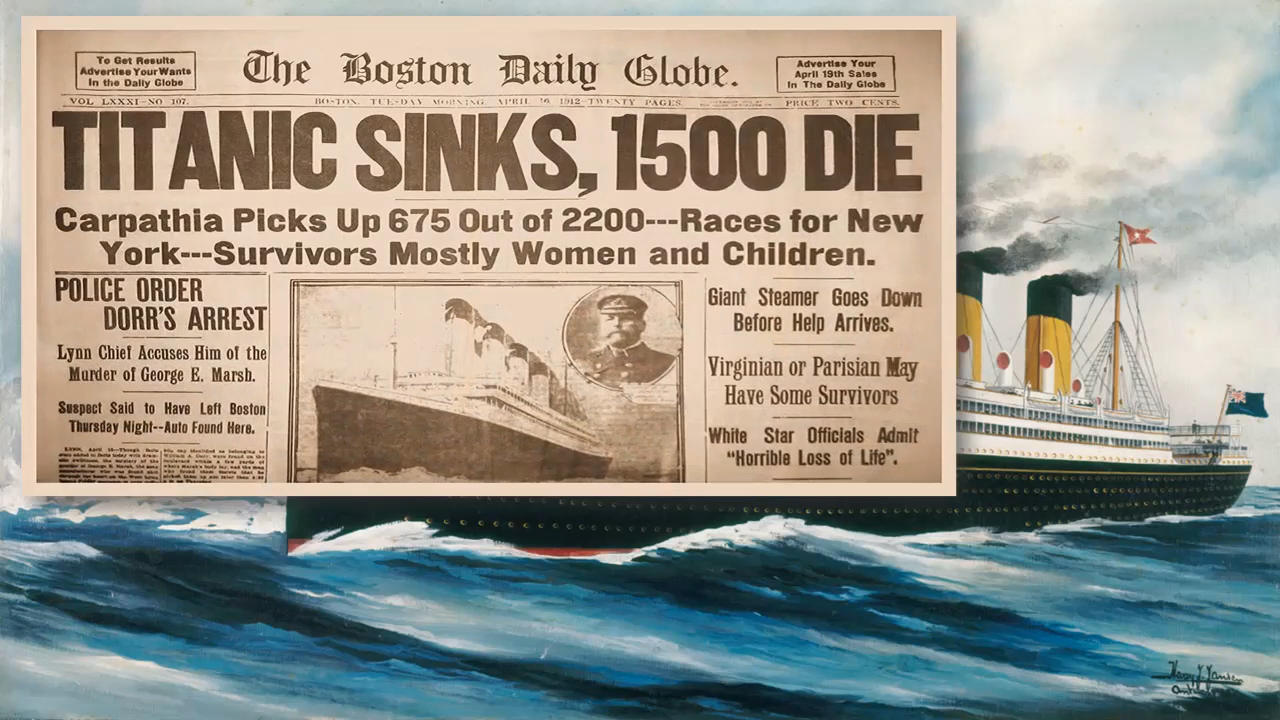 To Get Results
Advertise Your Wants
In the Daily Globe
The Boston Daily Globe.
Advertise Your
April 19th Sales
In The Daily Globe
VOL LXXXI-NO 107.
BOSTON, TUESDAY MORNING, APRIL 16, 1912-TWENTY PAGES.
PRICE TWO CENTS.
TITANIC SINKS, 1500 DIE
Carpathia Picks Up 675 Out of 2200---Races for New
York---Survivors Mostly Women and Children.
POLICE ORDER
DORR'S ARREST
Lynn Chief Accuses Him of the
Murder of George E. Marsh.
Suspect Said to Have Left Boston
Thursday Night--Auto Found Here.
Giant Steamer Goes Down
Before Help Arrives.
Virginian or Parisian May
Have Some Survivors
White Star Officials Admit
"Horrible Loss of Life".